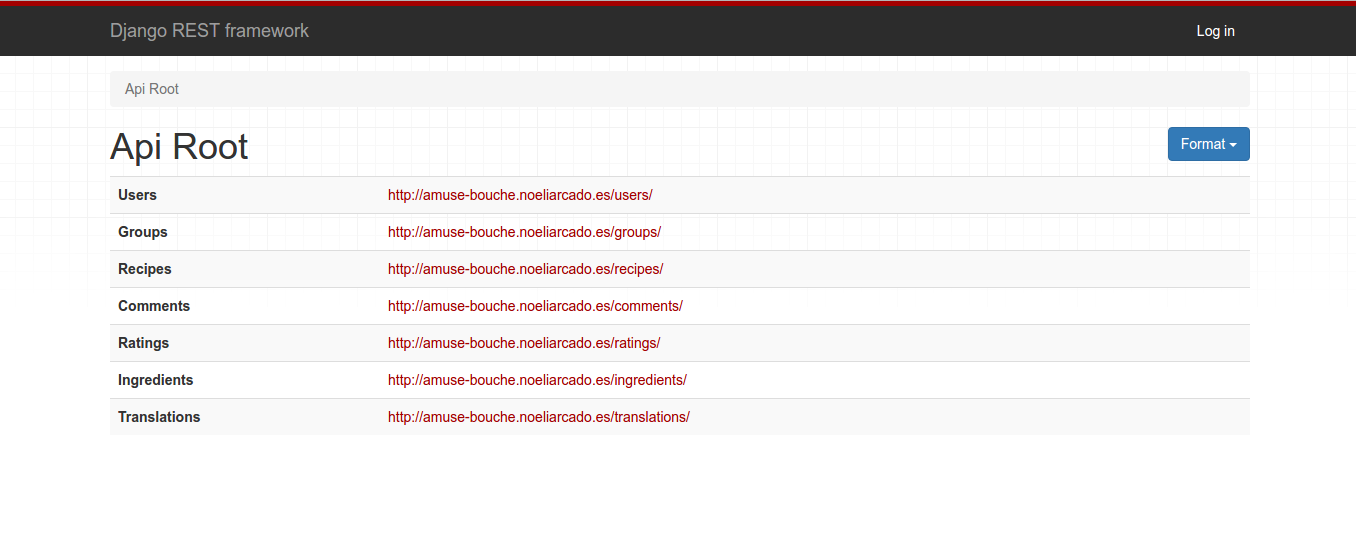 Django REST framework Log in
Api Root
Api Root Format
Users http://amuse-bouche.noeliarcado.es/users/
Groups http://amuse-bouche.noeliarcado.es/groups/
Recipes http://amuse-bouche.noeliarcado.es/recipes/
Comments http://amuse-bouche.noeliarcado.es/comments/
Ratings http://amuse-bouche.noeliarcado.es/ratings/
Ingredients http://amuse-bouche.noeliarcado.es/ingredients/
Translations http://amuse-bouche.noeliarcado.es/translations/